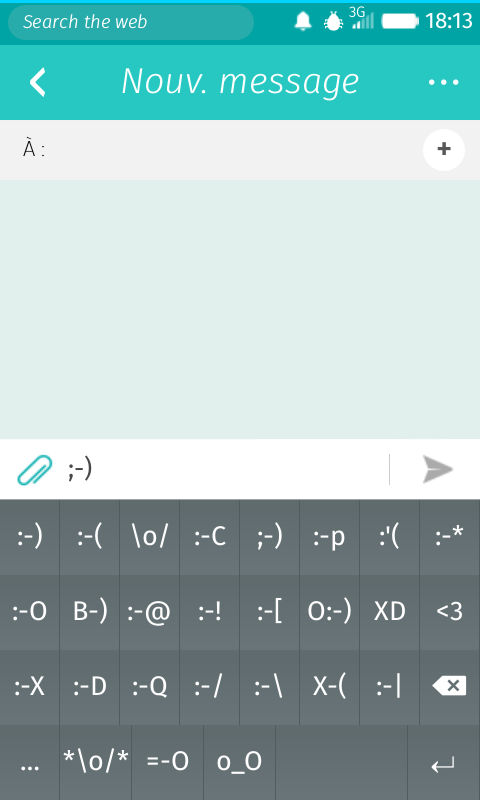 Search the web 3G 18:13
Nouv. message
À :
;-)
:-) :-( \o/ :-C ;-) :-p :'( :-*
:-O B-) :-@ :-! :-[ O:-) XD <3
:-X :-D :-Q :-/ :-\ X-( :-|
... *\o/* =-O o_O